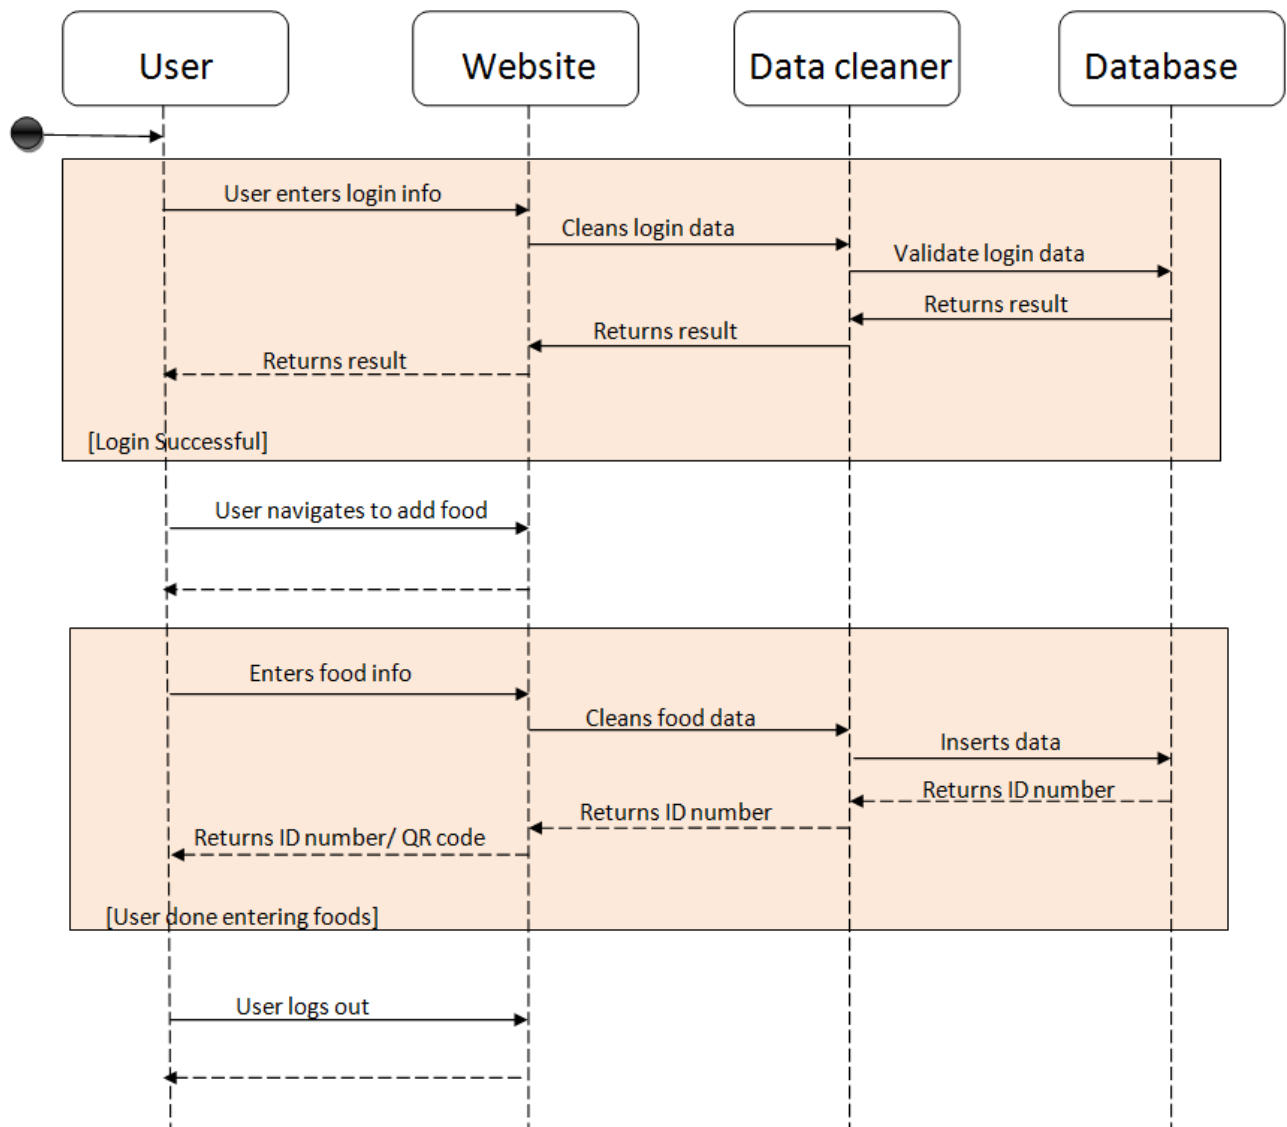 User
Website
Data cleaner
Database
User enters login info
Cleans login data
Validate login data
Returns result
Returns result
Returns result
[Login Successful]
User navigates to add food
Enters food info
Cleans food data
Inserts data
Returns ID number
Returns ID number
Returns ID number/ QR code
[User done entering foods]
User logs out